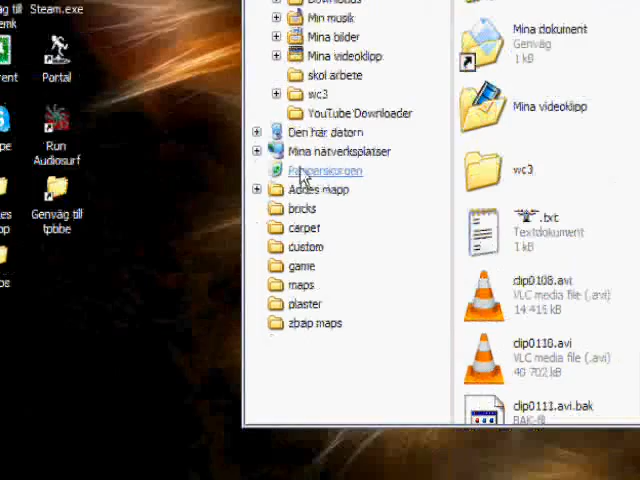 Steam.exe
Portal
Run
Audiosurf
Genväg till
tpbbe
Min musik
Mina bilder
Mina videoklipp
skol arbete
wc3
YouTube Downloader
Den här datorn
Mina nätverksplatser
Papperskorgen
Addes mapp
bricks
carpet
custom
game
maps
plaster
zbap maps
Mina dokument
Genväg
1 kB
Mina videoklipp
wc3
.txt
Textdokument
1 kB
clip0108.avi
VLC media file (.avi)
14 415 kB
clip0110.avi
VLC media file (.avi)
40 702 kB
clip0111.avi.bak
BAK-fil